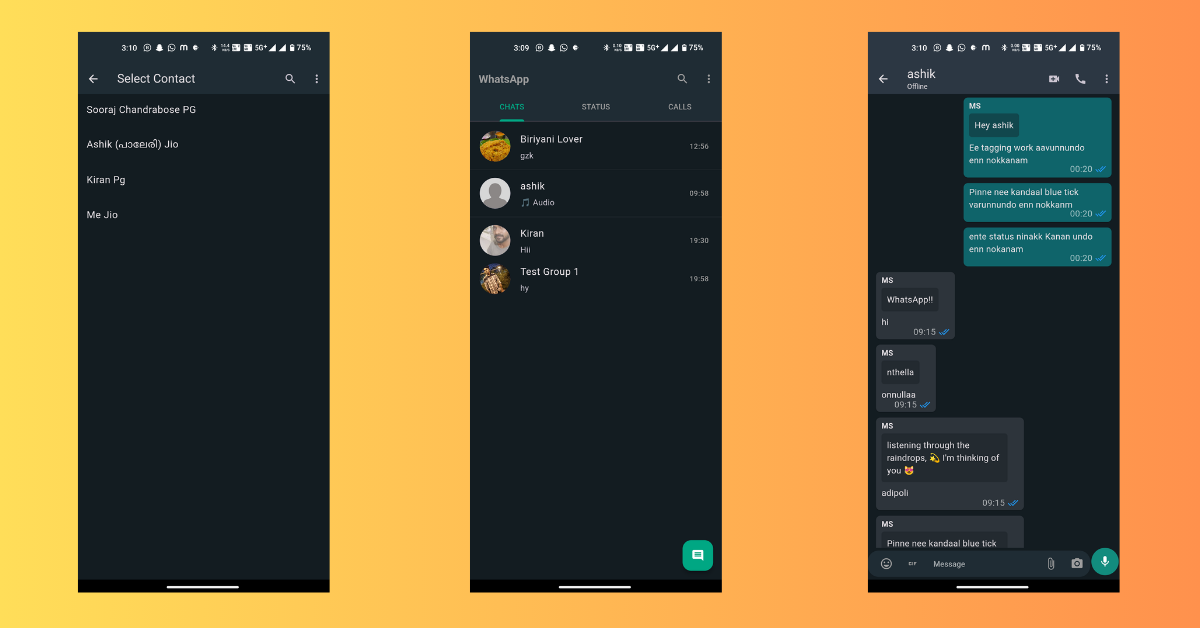 3:10
5G+
75%
Select Contact
Sooraj Chandrabose PG
Ashik (പാലേരി) Jio
Kiran Pg
Me Jio
3:09
5G+
75%
WhatsApp
CHATS
STATUS
CALLS
Biriyani Lover
12:56
gzk
ashik
09:58
Audio
Kiran
19:30
Hii
Test Group 1
19:58
hy
3:10
5G+
75%
ashik
Offline
MS
Hey ashik
Ee tagging work aavunnundo
enn nokkanam
00:20
Pinne nee kandaal blue tick
varunnundo enn nokkanm
00:20
ente status ninakk Kanan undo
enn nokanam
00:20
MS
WhatsApp!!
hi
09:15
MS
nthella
onnullaa
09:15
MS
listening through the
raindrops, 💫 I'm thinking of
you 😻
adipoli
09:15
MS
Pinne nee kandaal blue tick
GIF
Message